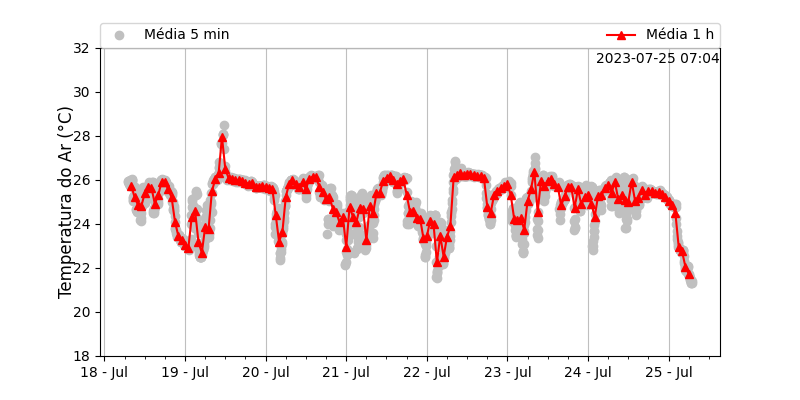 Média 5 min
Média 1 h
2023-07-25 07:04
Temperatura do Ar (°C)
32
30
28
26
24
22
20
18
18 - Jul
19 - Jul
20 - Jul
21 - Jul
22 - Jul
23 - Jul
24 - Jul
25 - Jul